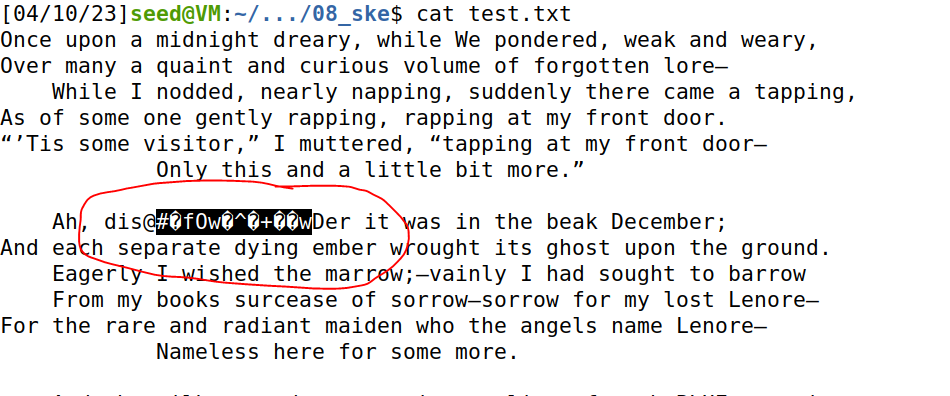 [04/10/23]seed@VM:~/.../08_ske$ cat test.txt
Once upon a midnight dreary, while We pondered, weak and weary,
Over many a quaint and curious volume of forgotten lore—
While I nodded, nearly napping, suddenly there came a tapping,
As of some one gently rapping, rapping at my front door.
“’Tis some visitor,” I muttered, “tapping at my front door—
Only this and a little bit more.”
Ah, dis@#�fOw�^�+��wDer it was in the beak December;
And each separate dying ember wrought its ghost upon the ground.
Eagerly I wished the marrow;—vainly I had sought to barrow
From my books surcease of sorrow—sorrow for my lost Lenore—
For the rare and radiant maiden who the angels name Lenore—
Nameless here for some more.